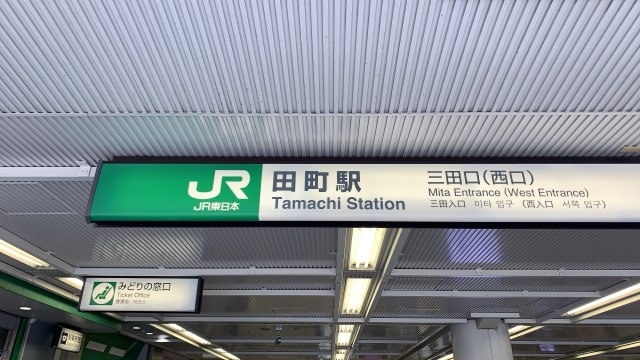 JR
JR東日本
田町駅
Tamachi Station
三田口(西口)
Mita Entrance (West Entrance)
三田入口 미타 입구 (西入口 서쪽 입구)
みどりの窓口
Ticket Office